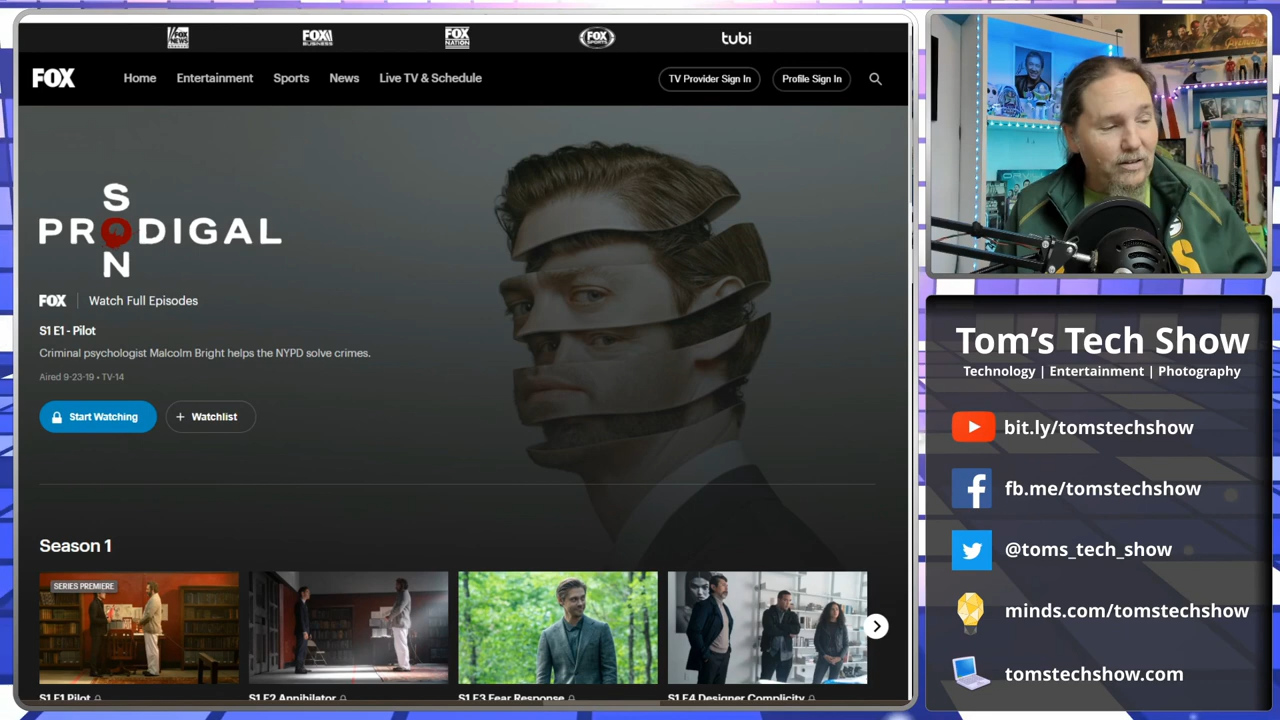 FOX NEWS
FOX BUSINESS
FOX NATION
FOX SPORTS
tubi
FOX
Home
Entertainment
Sports
News
Live TV & Schedule
TV Provider Sign In
Profile Sign In
S
PRODIGAL
N
FOX
Watch Full Episodes
S1 E1 - Pilot
Criminal psychologist Malcolm Bright helps the NYPD solve crimes.
Aired 9-23-19 • TV-14
Start Watching
+ Watchlist
Season 1
SERIES PREMIERE
S1 E1 Pilot
S1 E2 Annihilator
S1 E3 Fear Response
S1 E4 Designer Complicity
Tom's Tech Show
Technology | Entertainment | Photography
bit.ly/tomstechshow
fb.me/tomstechshow
@toms_tech_show
minds.com/tomstechshow
tomstechshow.com